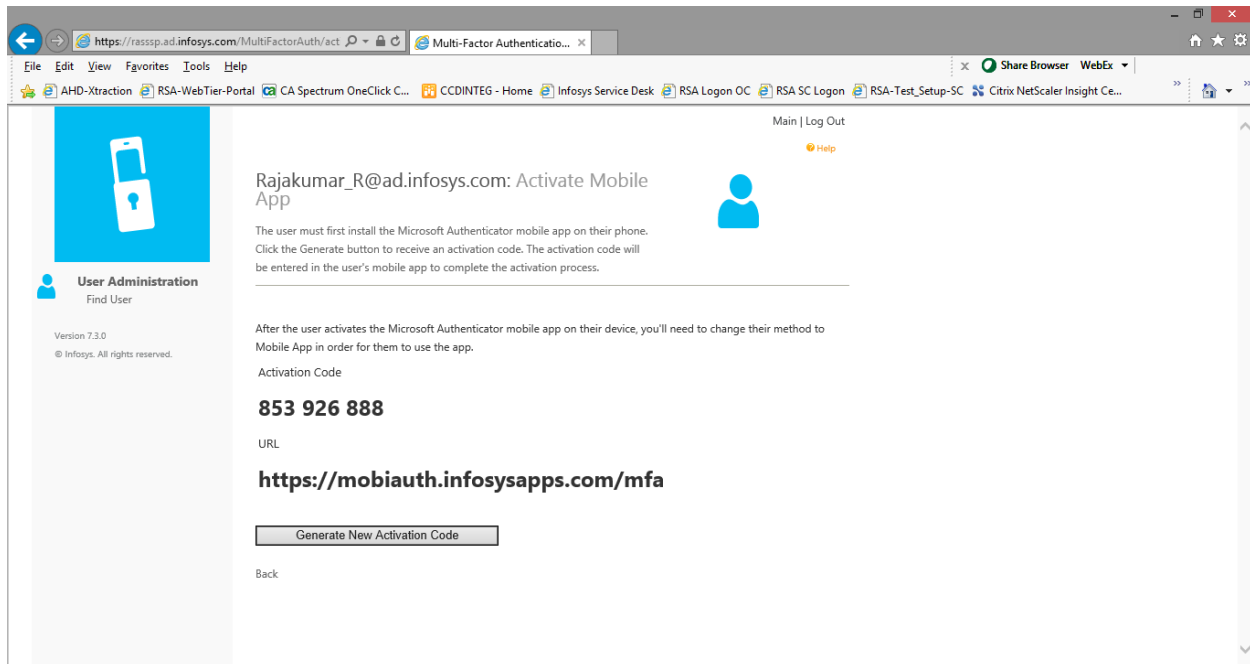 https://rasssp.ad.infosys.com/MultiFactorAuth/act
Multi-Factor Authenticatio...
File Edit View Favorites Tools Help
x Share Browser WebEx
AHD-Xtraction RSA-WebTier-Portal CA Spectrum OneClick C... CCDINTEG - Home Infosys Service Desk RSA Logon OC RSA SC Logon RSA-Test_Setup-SC Citrix NetScaler Insight Ce...
Main | Log Out
Help
Rajakumar_R@ad.infosys.com: Activate Mobile
App
The user must first install the Microsoft Authenticator mobile app on their phone.
Click the Generate button to receive an activation code. The activation code will
be entered in the user's mobile app to complete the activation process.
User Administration
Find User
Version 7.3.0
© Infosys. All rights reserved.
After the user activates the Microsoft Authenticator mobile app on their device, you'll need to change their method to
Mobile App in order for them to use the app.
Activation Code
853 926 888
URL
https://mobiauth.infosysapps.com/mfa
Generate New Activation Code
Back